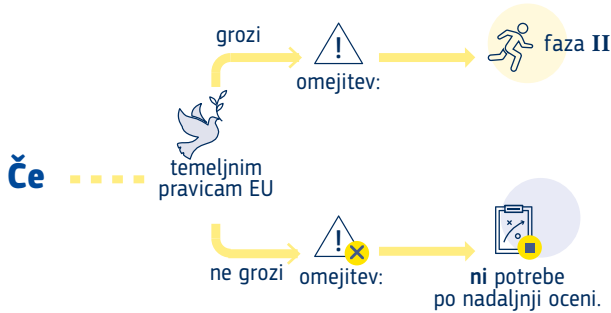 grozi
omejitev:
faza II
Če
temeljnim
pravicam EU
ne grozi
omejitev:
ni potrebe
po nadaljnji oceni.